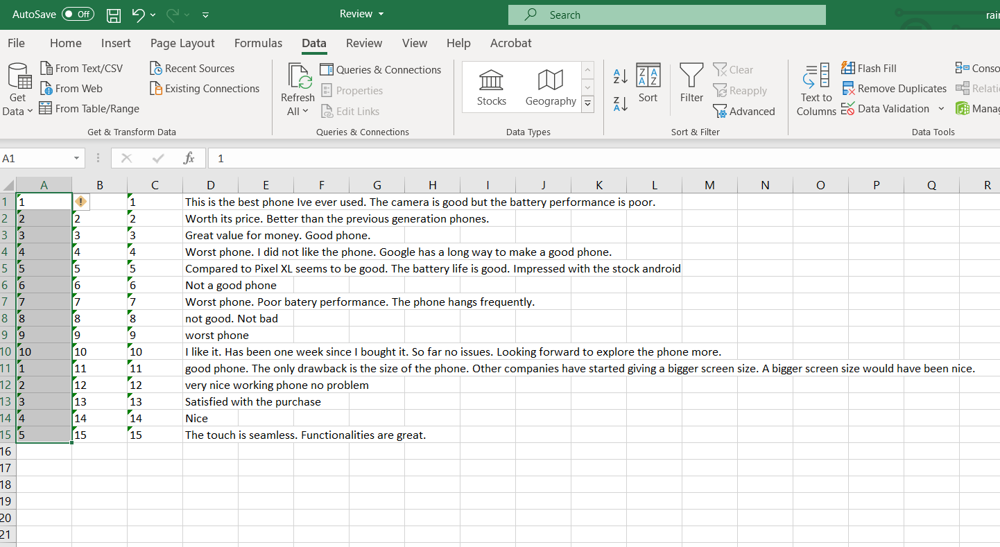 AutoSave Off Review Search
File Home Insert Page Layout Formulas Data Review View Help Acrobat
Get Data
From Text/CSV
From Web
From Table/Range
Recent Sources
Existing Connections
Get & Transform Data
Refresh All
Queries & Connections
Properties
Edit Links
Queries & Connections
Stocks Geography
Data Types
Sort
Filter
Clear
Reapply
Advanced
Sort & Filter
Text to Columns
Flash Fill
Remove Duplicates
Data Validation
Data Tools
A1 fx 1
A B C D E F G H I J K L M N O P Q R
1 1 1 This is the best phone Ive ever used. The camera is good but the battery performance is poor.
2 2 2 2 Worth its price. Better than the previous generation phones.
3 3 3 3 Great value for money. Good phone.
4 4 4 4 Worst phone. I did not like the phone. Google has a long way to make a good phone.
5 5 5 5 Compared to Pixel XL seems to be good. The battery life is good. Impressed with the stock android
6 6 6 6 Not a good phone
7 7 7 7 Worst phone. Poor batery performance. The phone hangs frequently.
8 8 8 8 not good. Not bad
9 9 9 9 worst phone
10 10 10 10 I like it. Has been one week since I bought it. So far no issues. Looking forward to explore the phone more.
11 1 11 11 good phone. The only drawback is the size of the phone. Other companies have started giving a bigger screen size. A bigger screen size would have been nice.
12 2 12 12 very nice working phone no problem
13 3 13 13 Satisfied with the purchase
14 4 14 14 Nice
15 5 15 15 The touch is seamless. Functionalities are great.
16
17
18
19
20
21